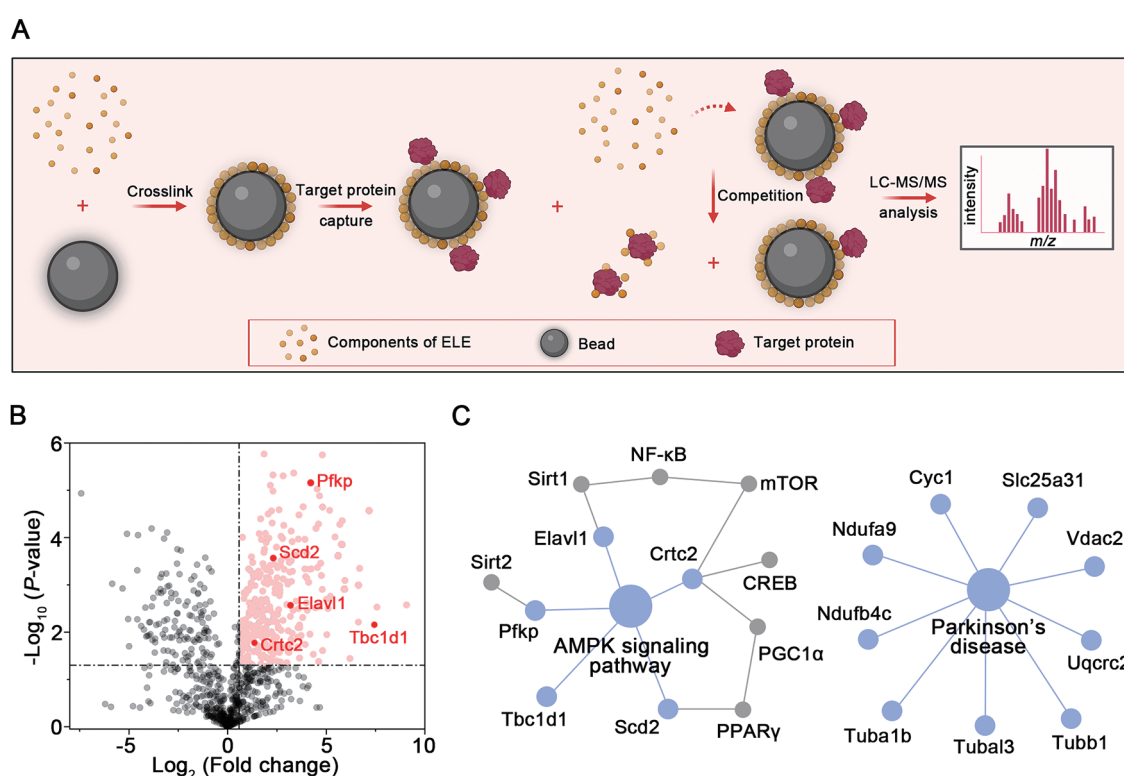 A
Crosslink
Target protein
capture
Competition
LC-MS/MS
analysis
intensity
m/z
Components of ELE
Bead
Target protein
B
-Log10 (P-value)
6
4
2
0
-5
0
5
10
Log2 (Fold change)
Pfkp
Scd2
Elavl1
Tbc1d1
Crtc2
C
NF-κB
Sirt1
mTOR
Elavl1
Crtc2
Sirt2
CREB
Pfkp
AMPK signaling
pathway
PGC1α
Tbc1d1
Scd2
PPARγ
Cyc1
Slc25a31
Ndufa9
Vdac2
Ndufb4c
Parkinson's
disease
Uqcrc2
Tuba1b
Tubal3
Tubb1